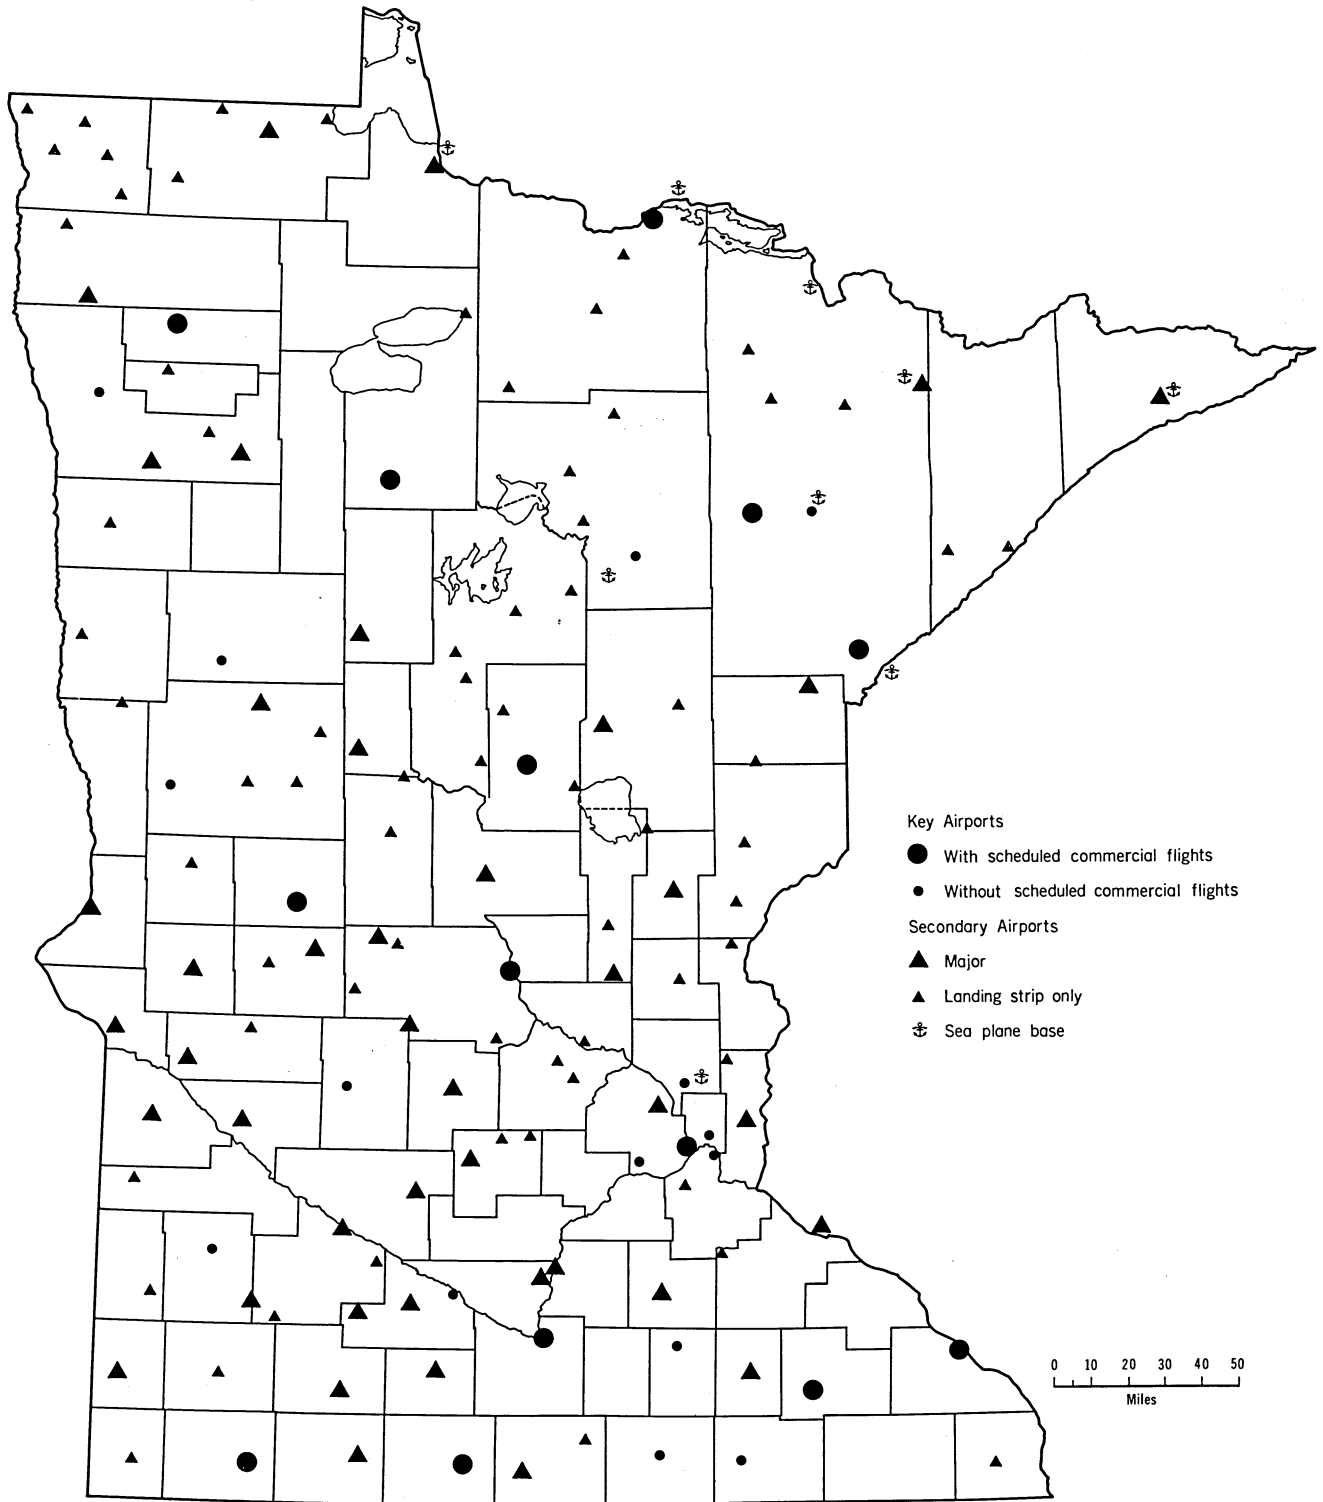 Key Airports
With scheduled commercial flights
Without scheduled commercial flights
Secondary Airports
Major
Landing strip only
Sea plane base
0 10 20 30 40 50
Miles